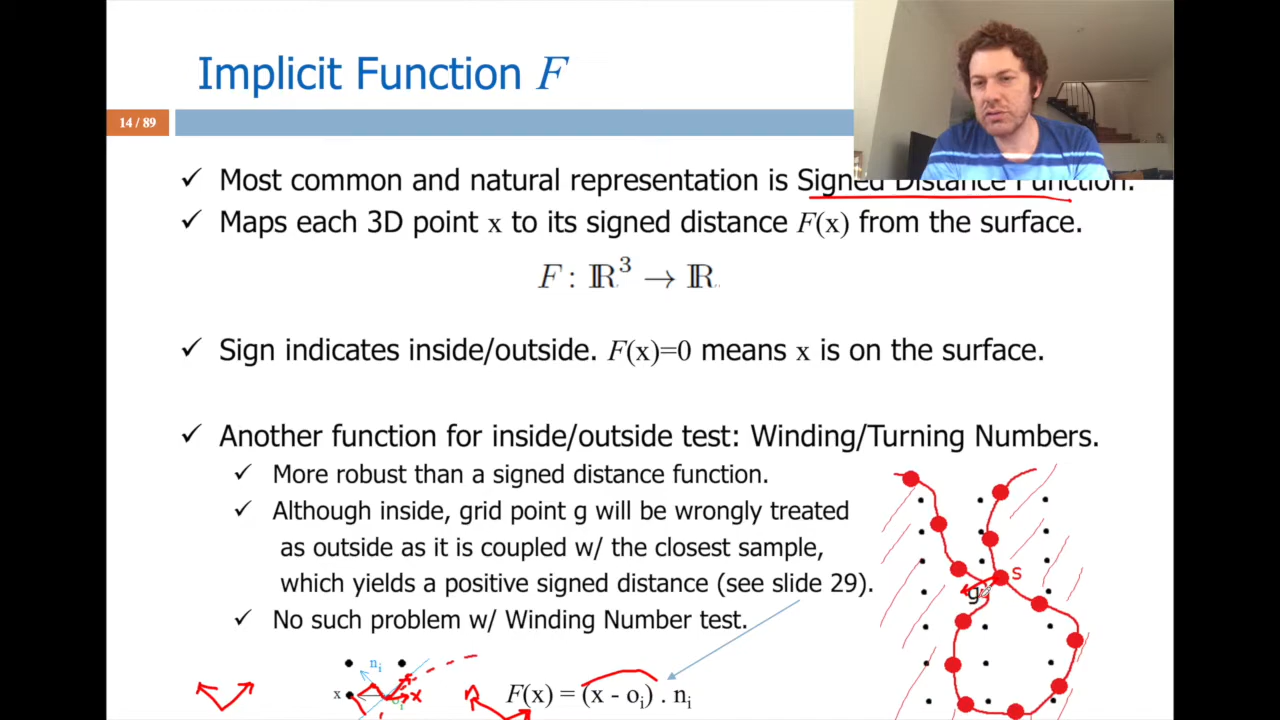 Implicit Function F
14 / 89
✓ Most common and natural representation is Signed Distance Function.
✓ Maps each 3D point x to its signed distance F(x) from the surface.
F : ℝ³ → ℝ
✓ Sign indicates inside/outside. F(x)=0 means x is on the surface.
✓ Another function for inside/outside test: Winding/Turning Numbers.
✓ More robust than a signed distance function.
✓ Although inside, grid point g will be wrongly treated
as outside as it is coupled w/ the closest sample,
which yields a positive signed distance (see slide 29).
✓ No such problem w/ Winding Number test.
s
g
nᵢ
x
oᵢ
x
n
F(x) = (x - oᵢ) . nᵢ